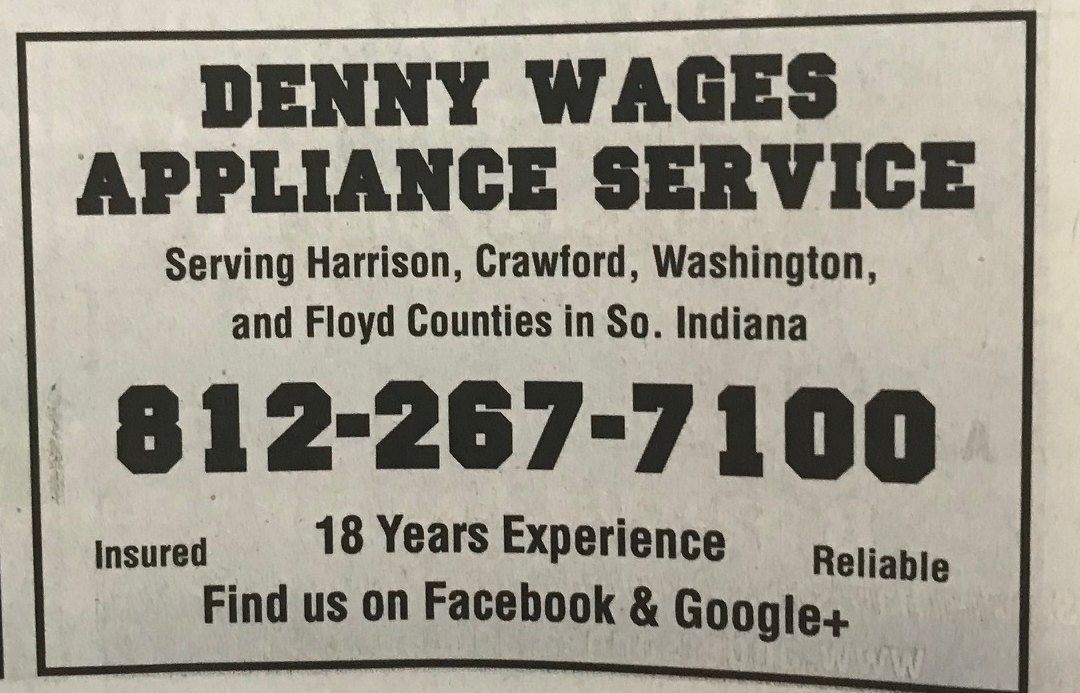 DENNY WAGES
APPLIANCE SERVICE
Serving Harrison, Crawford, Washington,
and Floyd Counties in So. Indiana
812-267-7100
Insured 18 Years Experience Reliable
Find us on Facebook & Google+